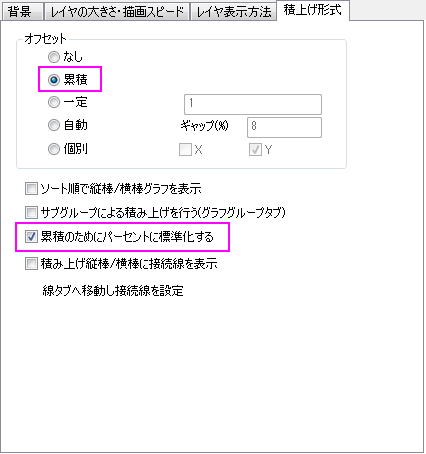 背景 レイヤの大きさ・描画スピード レイヤ表示方法 積上げ形式
オフセット
なし
累積
一定 1
自動 ギャップ(%) 8
個別 X Y
ソート順で縦棒/横棒グラフを表示
サブグループによる積み上げを行う(グラフグループタブ)
累積のためにパーセントに標準化する
積み上げ縦棒/横棒に接続線を表示
線タブへ移動し接続線を設定